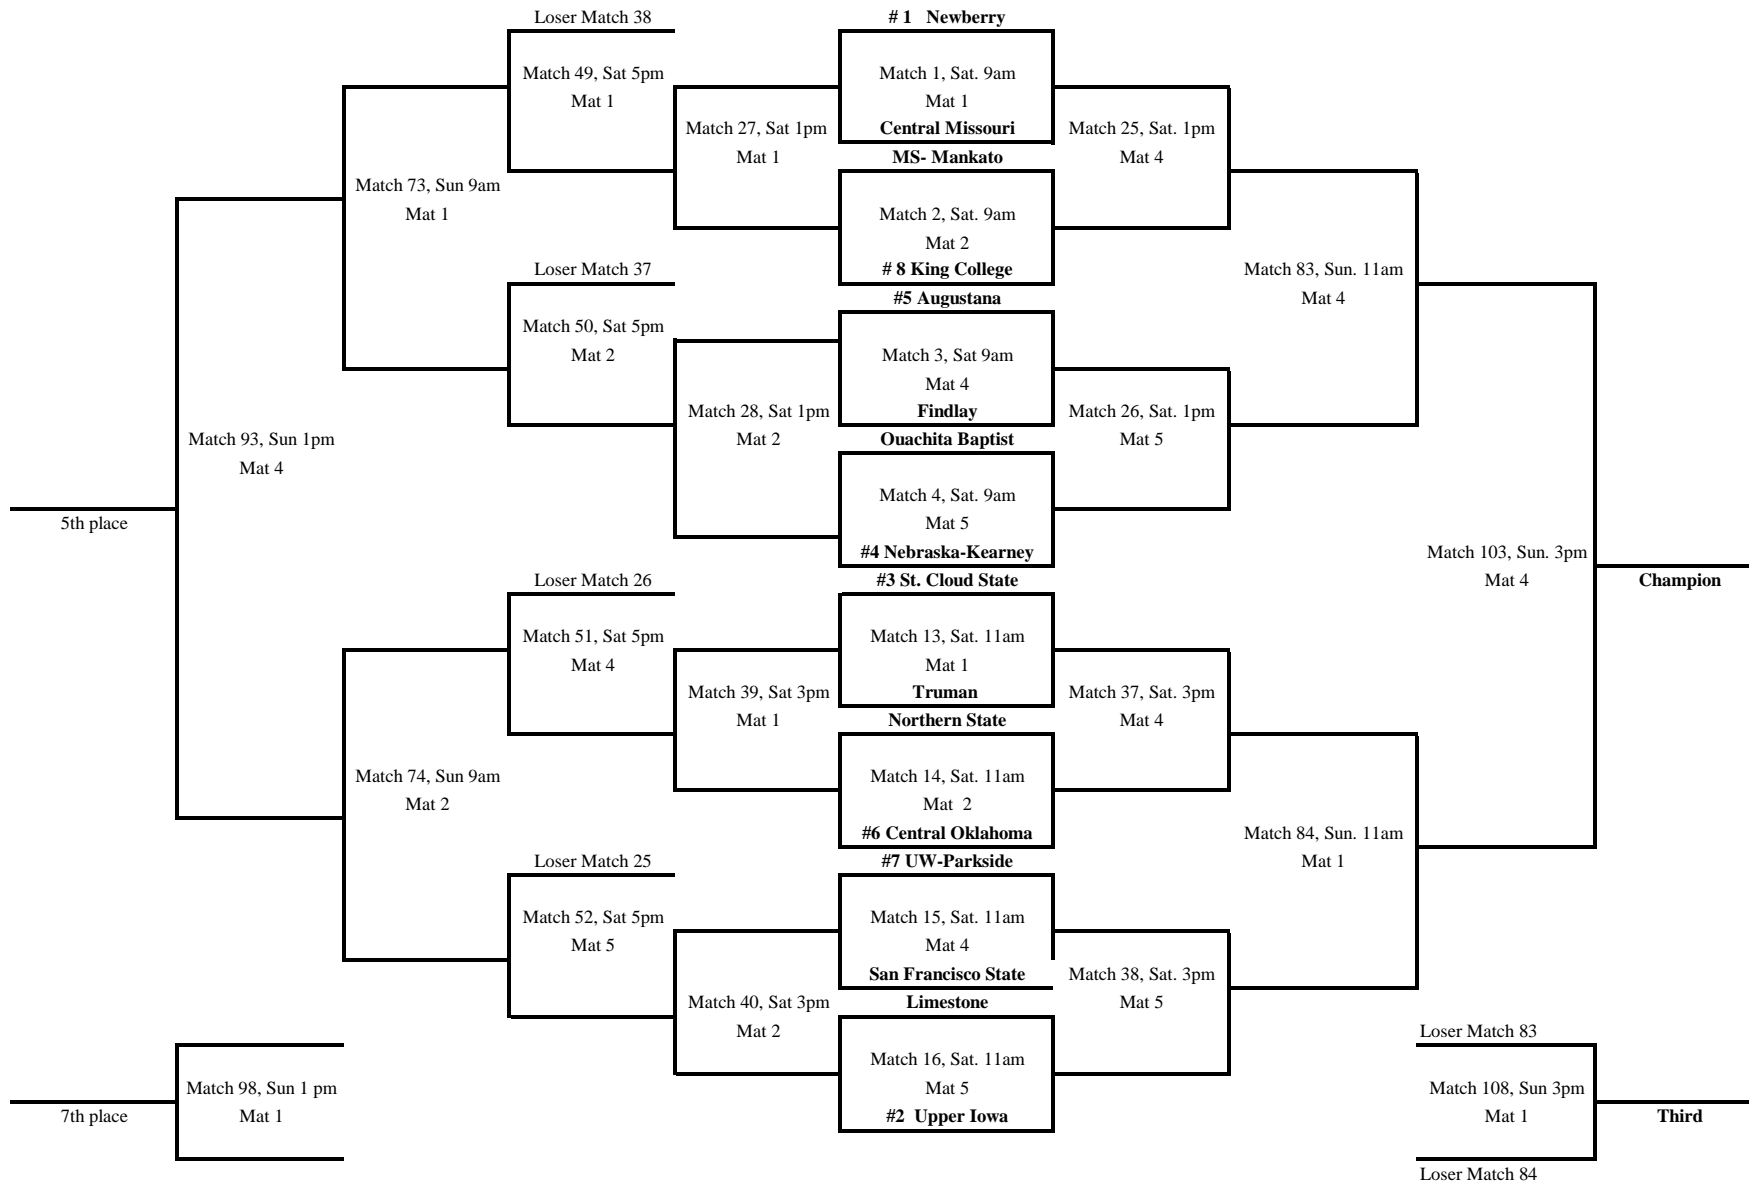 Loser Match 38
# 1 Newberry
Match 49, Sat 5pm
Mat 1
Match 1, Sat. 9am
Mat 1
Match 27, Sat 1pm
Mat 1
Central Missouri
MS- Mankato
Match 25, Sat. 1pm
Mat 4
Match 73, Sun 9am
Mat 1
Match 2, Sat. 9am
Mat 2
Loser Match 37
# 8 King College
#5 Augustana
Match 83, Sun. 11am
Mat 4
Match 50, Sat 5pm
Mat 2
Match 3, Sat 9am
Mat 4
Match 28, Sat 1pm
Mat 2
Findlay
Ouachita Baptist
Match 26, Sat. 1pm
Mat 5
Match 93, Sun 1pm
Mat 4
Match 4, Sat. 9am
Mat 5
5th place
#4 Nebraska-Kearney
#3 St. Cloud State
Match 103, Sun. 3pm
Mat 4
Champion
Loser Match 26
Match 51, Sat 5pm
Mat 4
Match 13, Sat. 11am
Mat 1
Match 39, Sat 3pm
Mat 1
Truman
Northern State
Match 37, Sat. 3pm
Mat 4
Match 74, Sun 9am
Mat 2
Match 14, Sat. 11am
Mat 2
#6 Central Oklahoma
#7 UW-Parkside
Match 84, Sun. 11am
Mat 1
Loser Match 25
Match 52, Sat 5pm
Mat 5
Match 15, Sat. 11am
Mat 4
San Francisco State
Limestone
Match 38, Sat. 3pm
Mat 5
Match 40, Sat 3pm
Mat 2
Match 16, Sat. 11am
Mat 5
#2 Upper Iowa
Loser Match 83
Match 98, Sun 1 pm
Mat 1
7th place
Match 108, Sun 3pm
Mat 1
Third
Loser Match 84